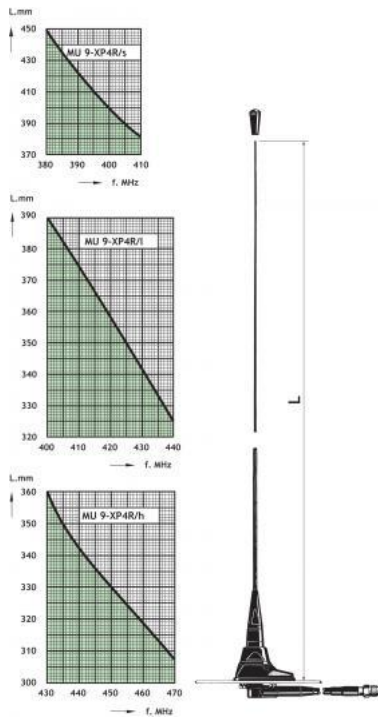 L.mm
450
MU 9-XP4R/s
430
410
390
370
380 390 400 410
f. MHz
L.mm
390
380
MU 9-XP4R/l
370
360
350
340
330
320
400 410 420 430 440
f. MHz
L.mm
360
350
MU 9-XP4R/h
340
330
320
310
300
430 440 450 460 470
f. MHz
L